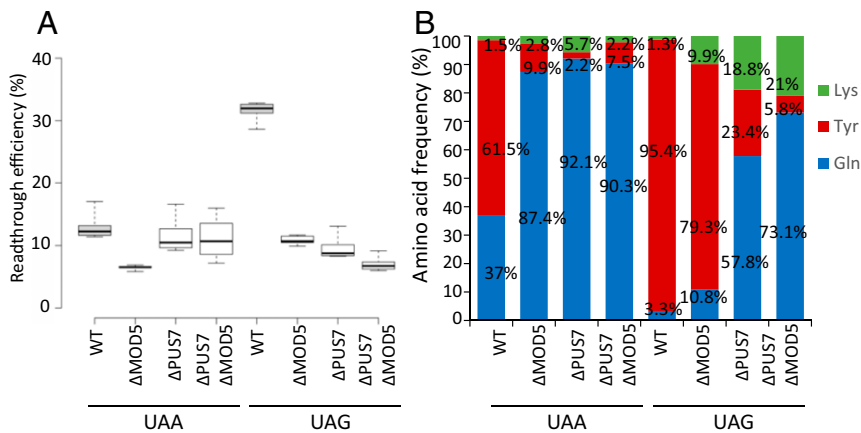 A
Readthrough efficiency (%)
40
30
20
10
0
WT
ΔMOD5
ΔPUS7
ΔPUS7
ΔMOD5
WT
ΔMOD5
ΔPUS7
ΔPUS7
ΔMOD5
UAA
UAG
B
Amino acid frequency (%)
100
90
80
70
60
50
40
30
20
10
0
1.5%
2.8%
5.7%
2.2%
1.3%
9.9%
2.2%
7.5%
9.9%
18.8%
21%
5.8%
61.5%
92.1%
95.4%
23.4%
90.3%
87.4%
79.3%
73.1%
37%
57.8%
3.3%
10.8%
Lys
Tyr
Gln
WT
ΔMOD5
ΔPUS7
ΔPUS7
ΔMOD5
WT
ΔMOD5
ΔPUS7
ΔPUS7
ΔMOD5
UAA
UAG